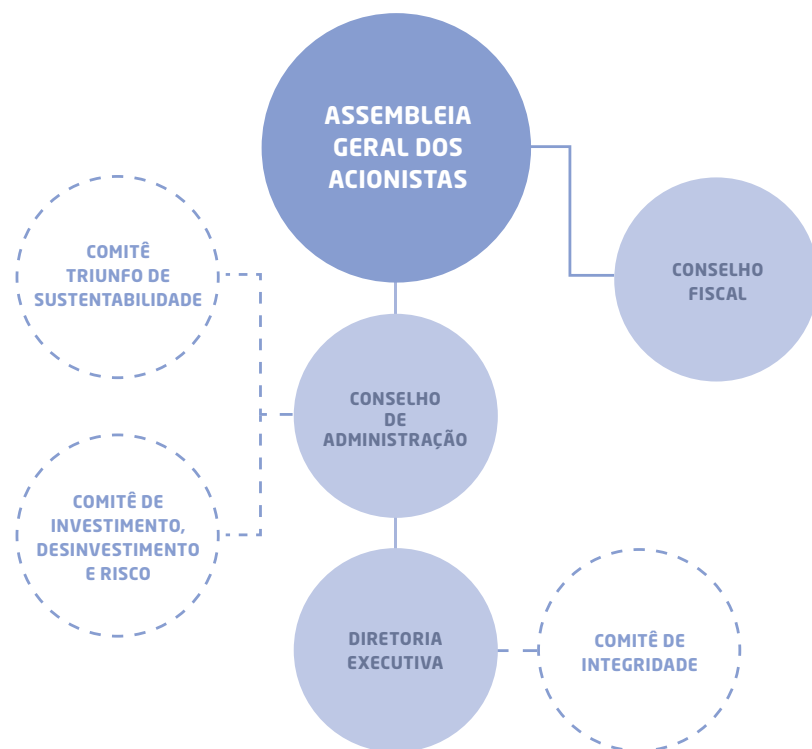 ASSEMBLEIA
GERAL DOS
ACIONISTAS
CONSELHO
FISCAL
COMITÊ
TRIUNFO DE
SUSTENTABILIDADE
CONSELHO
DE
ADMINISTRAÇÃO
COMITÊ DE
INVESTIMENTO,
DESINVESTIMENTO
E RISCO
DIRETORIA
EXECUTIVA
COMITÊ DE
INTEGRIDADE